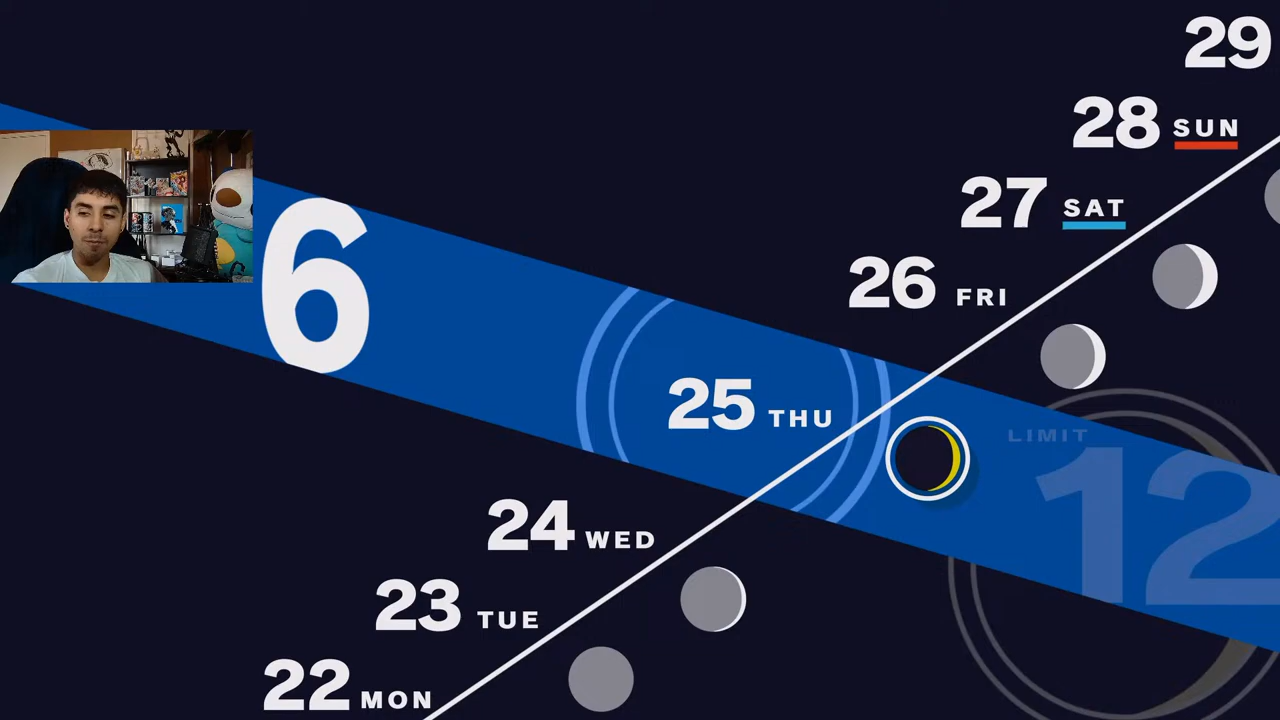 29
28 SUN
27 SAT
26 FRI
6
25 THU
LIMIT
12
24 WED
23 TUE
22 MON